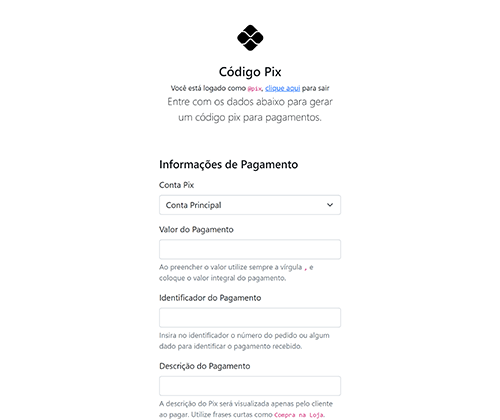 Código Pix
Você está logado como @pix, clique aqui para sair
Entre com os dados abaixo para gerar
um código pix para pagamentos.
Informações de Pagamento
Conta Pix
Conta Principal
Valor do Pagamento
Ao preencher o valor utilize sempre a vírgula , e
coloque o valor integral do pagamento.
Identificador do Pagamento
Insira no identificador o número do pedido ou algum
dado para identificar o pagamento recebido.
Descrição do Pagamento
A descrição do Pix será visualizada apenas pelo cliente
ao pagar. Utilize frases curtas como Compra na Loja.